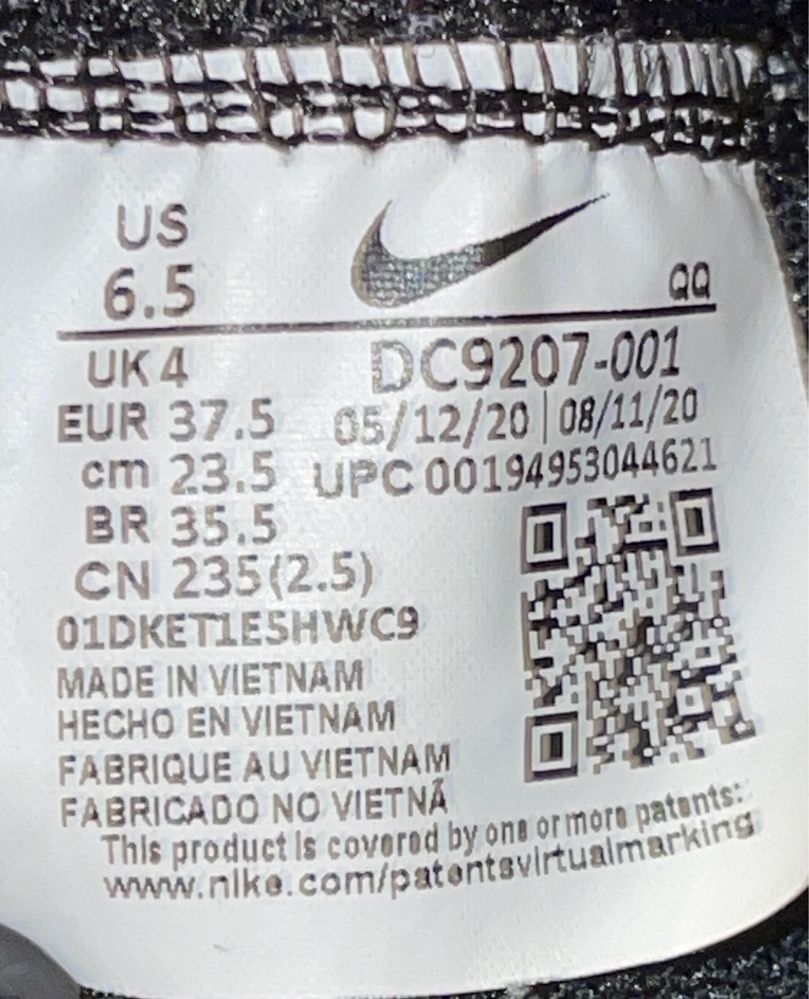 US
6.5
QQ
UK 4
DC9207-001
EUR 37.5
05/12/20 | 08/11/20
cm 23.5
UPC 00194953044621
BR 35.5
CN 235(2.5)
01DKET1ESHWC9
MADE IN VIETNAM
HECHO EN VIETNAM
FABRIQUE AU VIETNAM
FABRICADO NO VIETNÃ
This product is covered by one or more patents:
www.nike.com/patentsvirtualmarking